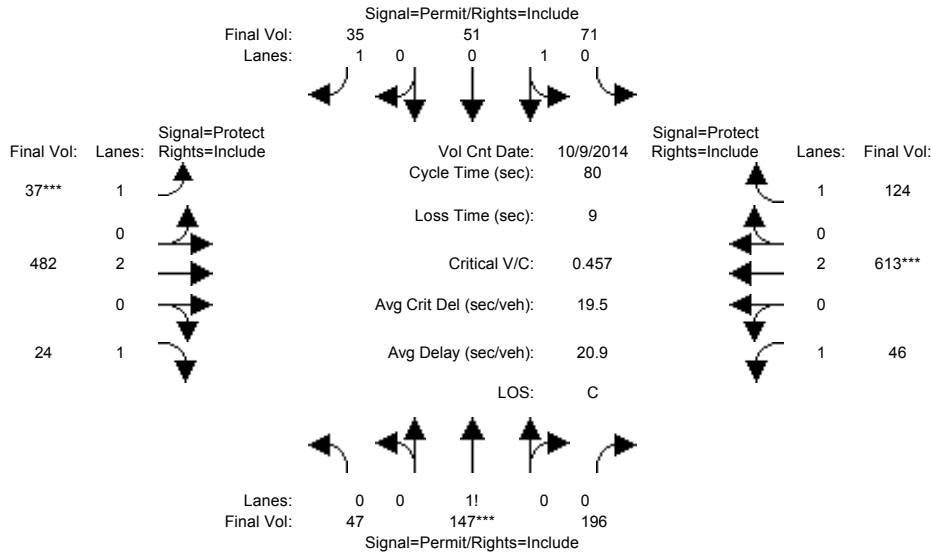 Signal=Permit/Rights=Include
Final Vol: 35 51 71
Lanes: 1 0 0 1 0
Signal=Protect Signal=Protect
Final Vol: Lanes: Rights=Include Vol Cnt Date: 10/9/2014 Rights=Include Lanes: Final Vol:
Cycle Time (sec): 80
37*** 1 1 124
Loss Time (sec): 9
0 0
482 2 Critical V/C: 0.457 2 613***
0 Avg Crit Del (sec/veh): 19.5 0
24 1 Avg Delay (sec/veh): 20.9 1 46
LOS: C
Lanes: 0 0 1! 0 0
Final Vol: 47 147*** 196
Signal=Permit/Rights=Include